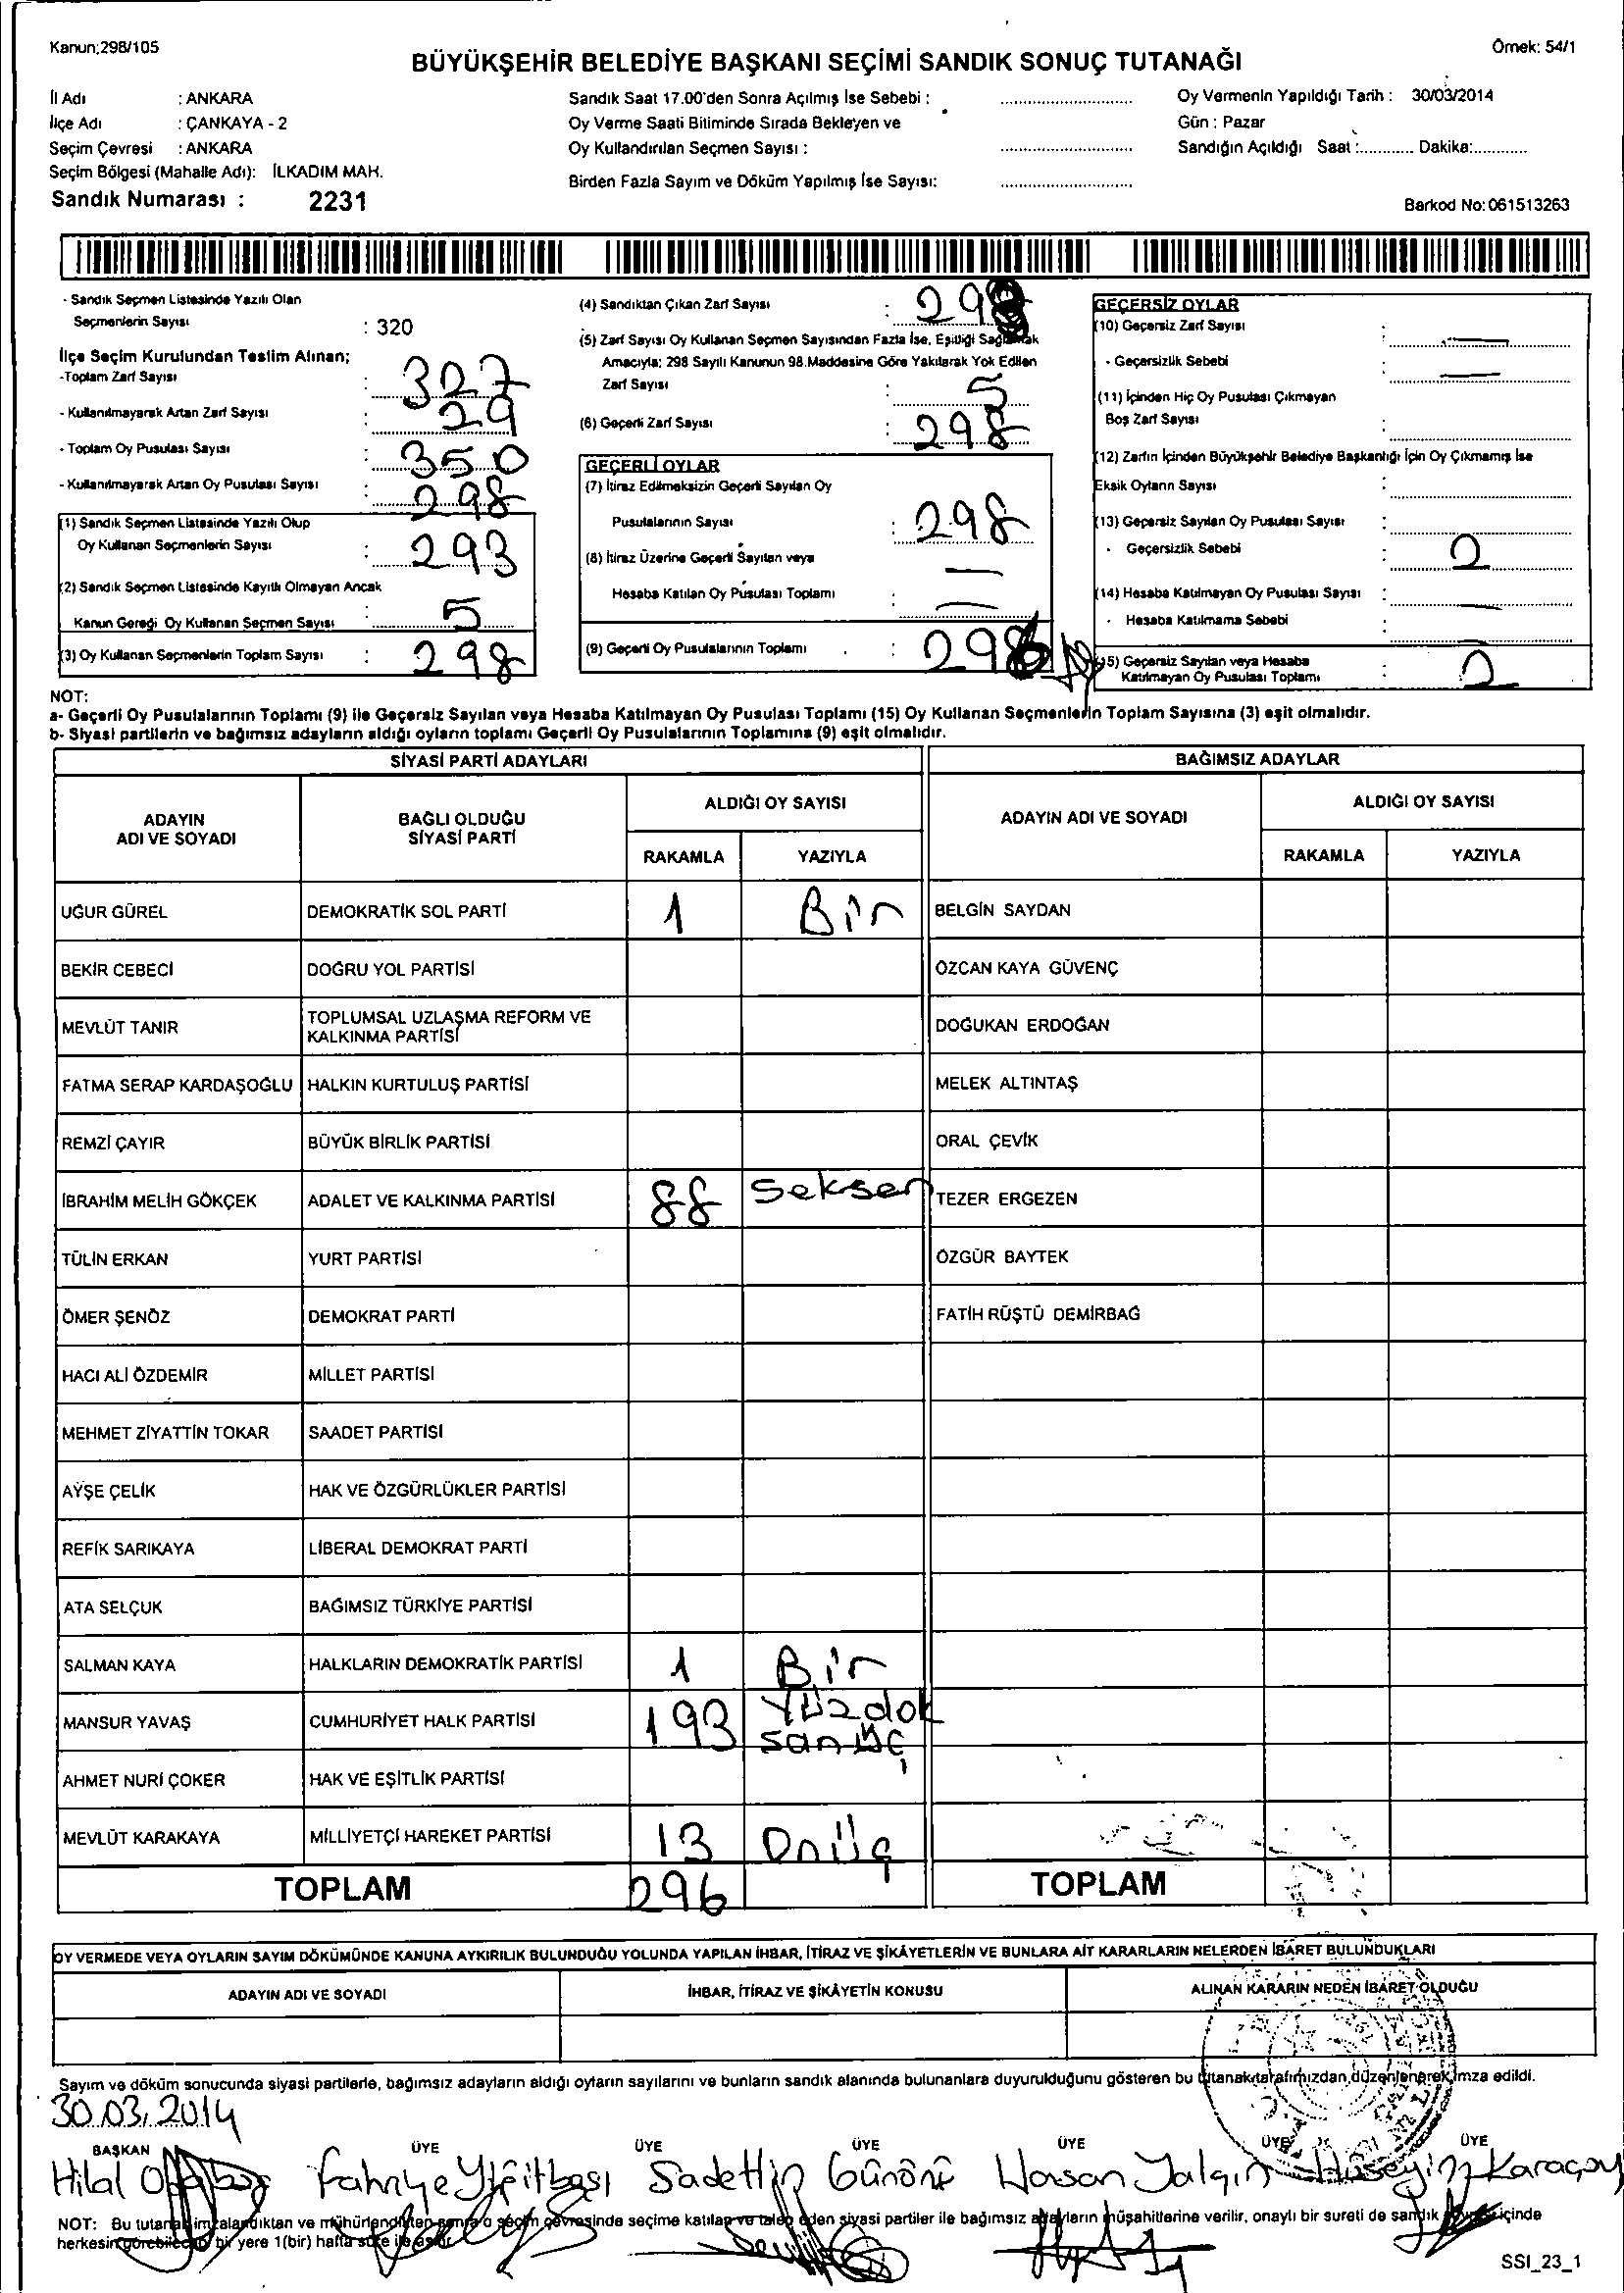 Kanun;298/105
Örnek: 54/1
BÜYÜKŞEHİR BELEDİYE BAŞKANI SEÇİMİ SANDIK SONUÇ TUTANAĞI
İl Adı : ANKARA
İlçe Adı : ÇANKAYA - 2
Seçim Çevresi : ANKARA
Seçim Bölgesi (Mahalle Adı): İLKADIM MAH.
Sandık Numarası : 2231
Sandık Saat 17.00'den Sonra Açılmış İse Sebebi :
Oy Verme Saati Bitiminde Sırada Bekleyen ve
Oy Kullandırılan Seçmen Sayısı :
Birden Fazla Sayım ve Döküm Yapılmış İse Sayısı:
Oy Vermenin Yapıldığı Tarih : 30/03/2014
Gün : Pazar
Sandığın Açıldığı Saat :............ Dakika:............
Barkod No: 061513263
- Sandık Seçmen Listesinde Yazılı Olan
Seçmenlerin Sayısı : 320
İlçe Seçim Kurulundan Teslim Alınan;
-Toplam Zarf Sayısı : 327
- Kullanılmayarak Artan Zarf Sayısı : 29
- Toplam Oy Pusulası Sayısı : 350
- Kullanılmayarak Artan Oy Pusulası Sayısı : 298
(1) Sandık Seçmen Listesinde Yazılı Olup
Oy Kullanan Seçmenlerin Sayısı : 293
(2) Sandık Seçmen Listesinde Kayıtlı Olmayan Ancak
Kanun Gereği Oy Kullanan Seçmen Sayısı : 5
(3) Oy Kullanan Seçmenlerin Toplam Sayısı : 298
(4) Sandıktan Çıkan Zarf Sayısı : 298
(5) Zarf Sayısı Oy Kullanan Seçmen Sayısından Fazla İse, Eşitliği Sağlamak
Amacıyla; 298 Sayılı Kanunun 98.Maddesine Göre Yakılarak Yok Edilen
Zarf Sayısı : 5
(6) Geçerli Zarf Sayısı : 298
GEÇERLİ OYLAR
(7) İtiraz Edilmeksizin Geçerli Sayılan Oy
Pusulalarının Sayısı : 298
(8) İtiraz Üzerine Geçerli Sayılan veya —
Hesaba Katılan Oy Pusulası Toplamı : —
(9) Geçerli Oy Pusulalarının Toplamı : 296
GEÇERSİZ OYLAR
(10) Geçersiz Zarf Sayısı : —
- Geçersizlik Sebebi —
(11) İçinden Hiç Oy Pusulası Çıkmayan
Boş Zarf Sayısı :
(12) Zarfın İçinden Büyükşehir Belediye Başkanlığı İçin Oy Çıkmamış İse
Eksik Oyların Sayısı :
(13) Geçersiz Sayılan Oy Pusulası Sayısı :
- Geçersizlik Sebebi : 2
(14) Hesaba Katılmayan Oy Pusulası Sayısı : —
- Hesaba Katılmama Sebebi
(15) Geçersiz Sayılan veya Hesaba
Katılmayan Oy Pusulası Toplamı : 2
NOT:
a- Geçerli Oy Pusulalarının Toplamı (9) ile Geçersiz Sayılan veya Hesaba Katılmayan Oy Pusulası Toplamı (15) Oy Kullanan Seçmenlerin Toplam Sayısına (3) eşit olmalıdır.
b- Siyasi partilerin ve bağımsız adayların aldığı oyların toplamı Geçerli Oy Pusulalarının Toplamına (9) eşit olmalıdır.
SİYASİ PARTİ ADAYLARI
BAĞIMSIZ ADAYLAR
ADAYIN ADI VE SOYADI
BAĞLI OLDUĞU SİYASİ PARTİ
ALDIĞI OY SAYISI
RAKAMLA YAZIYLA
ADAYIN ADI VE SOYADI
ALDIĞI OY SAYISI
RAKAMLA YAZIYLA
UĞUR GÜREL DEMOKRATİK SOL PARTİ 1 Bir BELGİN SAYDAN
BEKİR CEBECİ DOĞRU YOL PARTİSİ ÖZCAN KAYA GÜVENÇ
MEVLÜT TANIR TOPLUMSAL UZLAŞMA REFORM VE KALKINMA PARTİSİ DOĞUKAN ERDOĞAN
FATMA SERAP KARDAŞOĞLU HALKIN KURTULUŞ PARTİSİ MELEK ALTINTAŞ
REMZİ ÇAYIR BÜYÜK BİRLİK PARTİSİ ORAL ÇEVİK
İBRAHİM MELİH GÖKÇEK ADALET VE KALKINMA PARTİSİ 88 Seksen TEZER ERGEZEN
TÜLİN ERKAN YURT PARTİSİ ÖZGÜR BAYTEK
ÖMER ŞENÖZ DEMOKRAT PARTİ FATİH RÜŞTÜ DEMİRBAĞ
HACI ALİ ÖZDEMİR MİLLET PARTİSİ
MEHMET ZİYATTİN TOKAR SAADET PARTİSİ
AYŞE ÇELİK HAK VE ÖZGÜRLÜKLER PARTİSİ
REFİK SARIKAYA LİBERAL DEMOKRAT PARTİ
ATA SELÇUK BAĞIMSIZ TÜRKİYE PARTİSİ
SALMAN KAYA HALKLARIN DEMOKRATİK PARTİSİ 1 Bir
MANSUR YAVAŞ CUMHURİYET HALK PARTİSİ 193 Yüzdok
sanüç
AHMET NURİ ÇOKER HAK VE EŞİTLİK PARTİSİ
MEVLÜT KARAKAYA MİLLİYETÇİ HAREKET PARTİSİ 13 Onüç
TOPLAM 296 TOPLAM
OY VERMEDE VEYA OYLARIN SAYIM DÖKÜMÜNDE KANUNA AYKIRILIK BULUNDUĞU YOLUNDA YAPILAN İHBAR, İTİRAZ VE ŞİKÂYETLERİN VE BUNLARA AİT KARARLARIN NELERDEN İBARET BULUNDUKLARI
ADAYIN ADI VE SOYADI İHBAR, İTİRAZ VE ŞİKÂYETİN KONUSU ALINAN KARARIN NEDEN İBARET OLDUĞU
Sayım ve döküm sonucunda siyasi partilerle, bağımsız adayların aldığı oyların sayılarını ve bunların sandık alanında bulunanlara duyurulduğunu gösteren bu tutanak tarafımızdan düzenlenerek imza edildi.
30.03.2014
BAŞKAN ÜYE ÜYE ÜYE ÜYE ÜYE ÜYE
Hilal Fahriye Yiğitbaşı Sadettin Günönü Hasan Yalçın Hüseyin Karaçay
NOT: Bu tutanak imzalandıktan ve mühürlendikten sonra o seçim çevresinde seçime katılan ve talep eden siyasi partiler ile bağımsız adayların müşahitlerine verilir, onaylı bir sureti de sandık çevresi içinde
herkesin görebileceği bir yere 1(bir) hafta süre ile asılır.
SSI_23_1